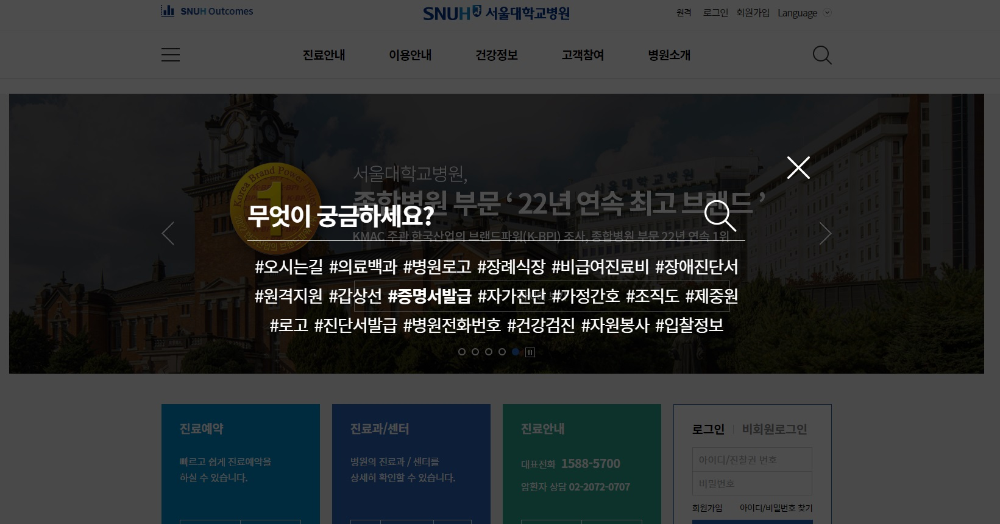 SNUH Outcomes
SNUH 서울대학교병원
원격 로그인 회원가입 Language
진료안내 이용안내 건강정보 고객참여 병원소개
Korea Brand Power Index
1
서울대학교병원,
종합병원 부문 ‘ 22년 연속 최고 브랜드 ’
서울대학교병원
무엇이 궁금하세요?
KMAC 주관 한국산업의 브랜드파워(K-BPI) 조사, 종합병원 부문 22년 연속 1위
#오시는길 #의료백과 #병원로고 #장례식장 #비급여진료비 #장애진단서
#원격지원 #갑상선 #증명서발급 #자가진단 #가정간호 #조직도 #제중원
#로고 #진단서발급 #병원전화번호 #건강검진 #자원봉사 #입찰정보
진료예약
빠르고 쉽게 진료예약을
하실 수 있습니다.
진료과/센터
병원의 진료과 / 센터를
상세히 확인할 수 있습니다.
진료안내
대표전화 1588-5700
암환자 상담 02-2072-0707
로그인 비회원로그인
아이디/진찰권 번호
비밀번호
회원가입 아이디/비밀번호 찾기